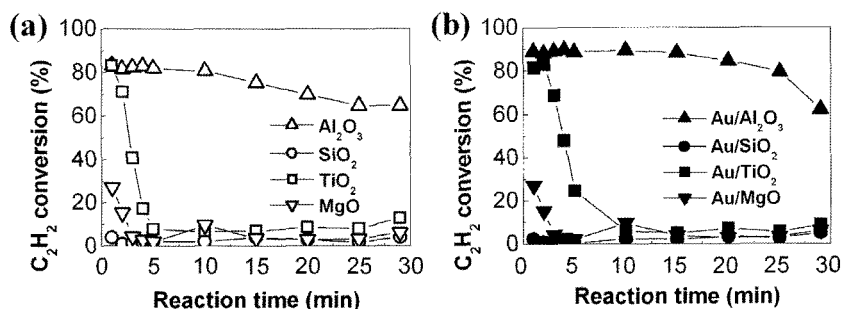 (a)
C₂H₂ conversion (%)
100
80
60
40
20
0
Al₂O₃
SiO₂
TiO₂
MgO
0 5 10 15 20 25 30
Reaction time (min)
(b)
C₂H₂ conversion (%)
100
80
60
40
20
0
Au/Al₂O₃
Au/SiO₂
Au/TiO₂
Au/MgO
0 5 10 15 20 25 30
Reaction time (min)